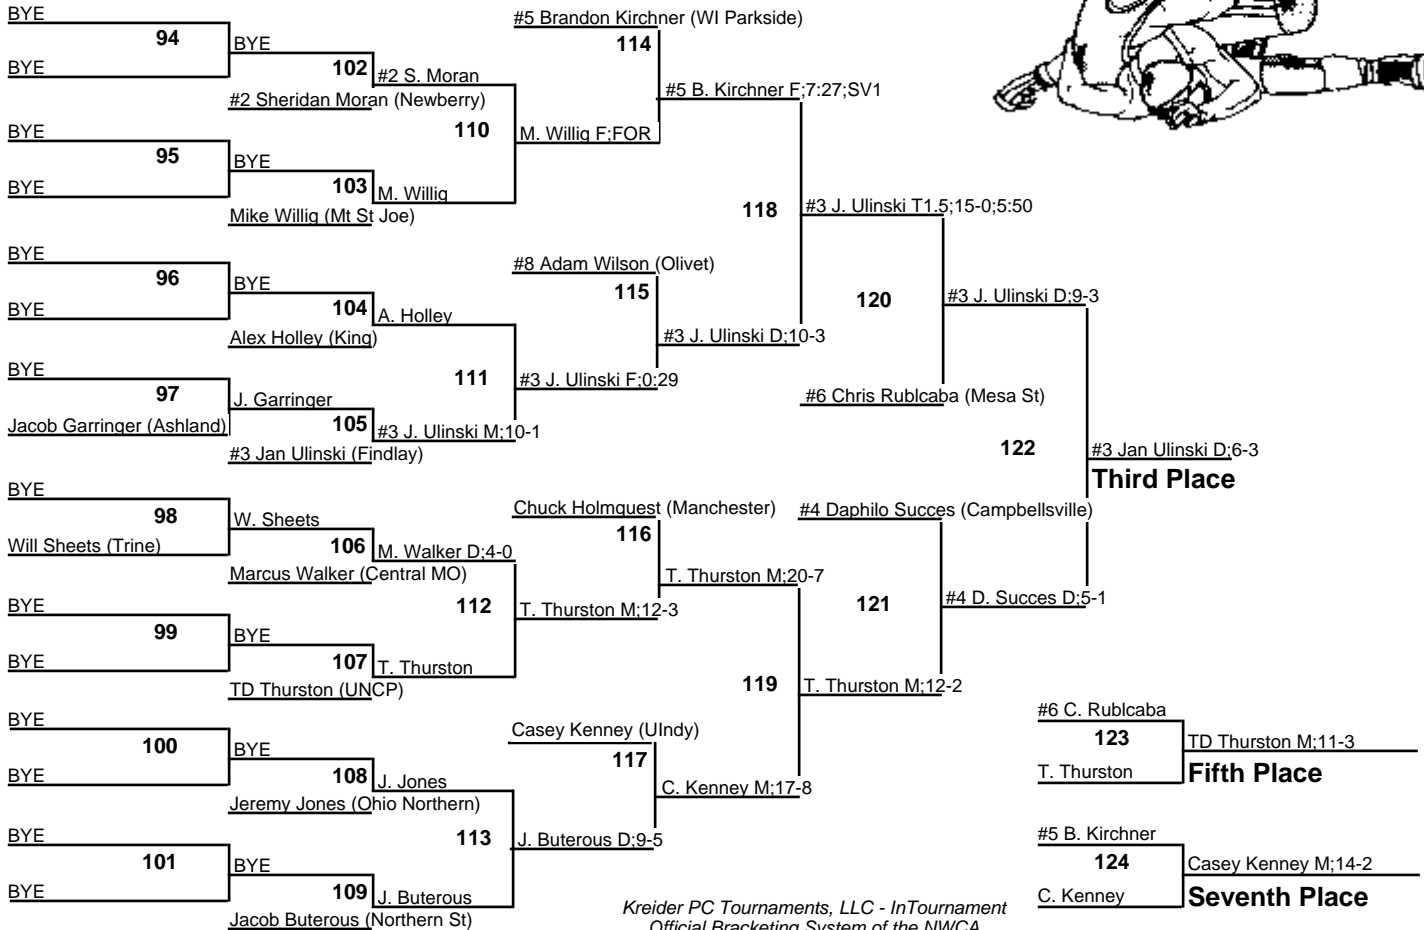 BYE
94
BYE
BYE
102
#2 S. Moran
#2 Sheridan Moran (Newberry)
110
M. Willig F;FOR
BYE
95
BYE
BYE
103
M. Willig
Mike Willig (Mt St Joe)
#5 Brandon Kirchner (WI Parkside)
114
#5 B. Kirchner F;7:27;SV1
118
#3 J. Ulinski T1.5;15-0;5:50
BYE
96
BYE
BYE
104
A. Holley
Alex Holley (King)
111
#3 J. Ulinski F;0:29
BYE
97
J. Garringer
Jacob Garringer (Ashland)
105
#3 J. Ulinski M;10-1
#3 Jan Ulinski (Findlay)
#8 Adam Wilson (Olivet)
115
#3 J. Ulinski D;10-3
120
#3 J. Ulinski D;9-3
#6 Chris Rublcaba (Mesa St)
122
#3 Jan Ulinski D;6-3
Third Place
BYE
98
W. Sheets
Will Sheets (Trine)
106
M. Walker D;4-0
Marcus Walker (Central MO)
112
T. Thurston M;12-3
BYE
99
BYE
BYE
107
T. Thurston
TD Thurston (UNCP)
Chuck Holmquest (Manchester)
116
T. Thurston M;20-7
#4 Daphilo Succes (Campbellsville)
121
#4 D. Succes D;5-1
119
T. Thurston M;12-2
BYE
100
BYE
BYE
108
J. Jones
Jeremy Jones (Ohio Northern)
113
J. Buterous D;9-5
BYE
101
BYE
BYE
109
J. Buterous
Jacob Buterous (Northern St)
Casey Kenney (UIndy)
117
C. Kenney M;17-8
#6 C. Rublcaba
123
TD Thurston M;11-3
T. Thurston
Fifth Place
#5 B. Kirchner
124
Casey Kenney M;14-2
C. Kenney
Seventh Place
Kreider PC Tournaments, LLC - InTournament
Official Bracketing System of the NWCA